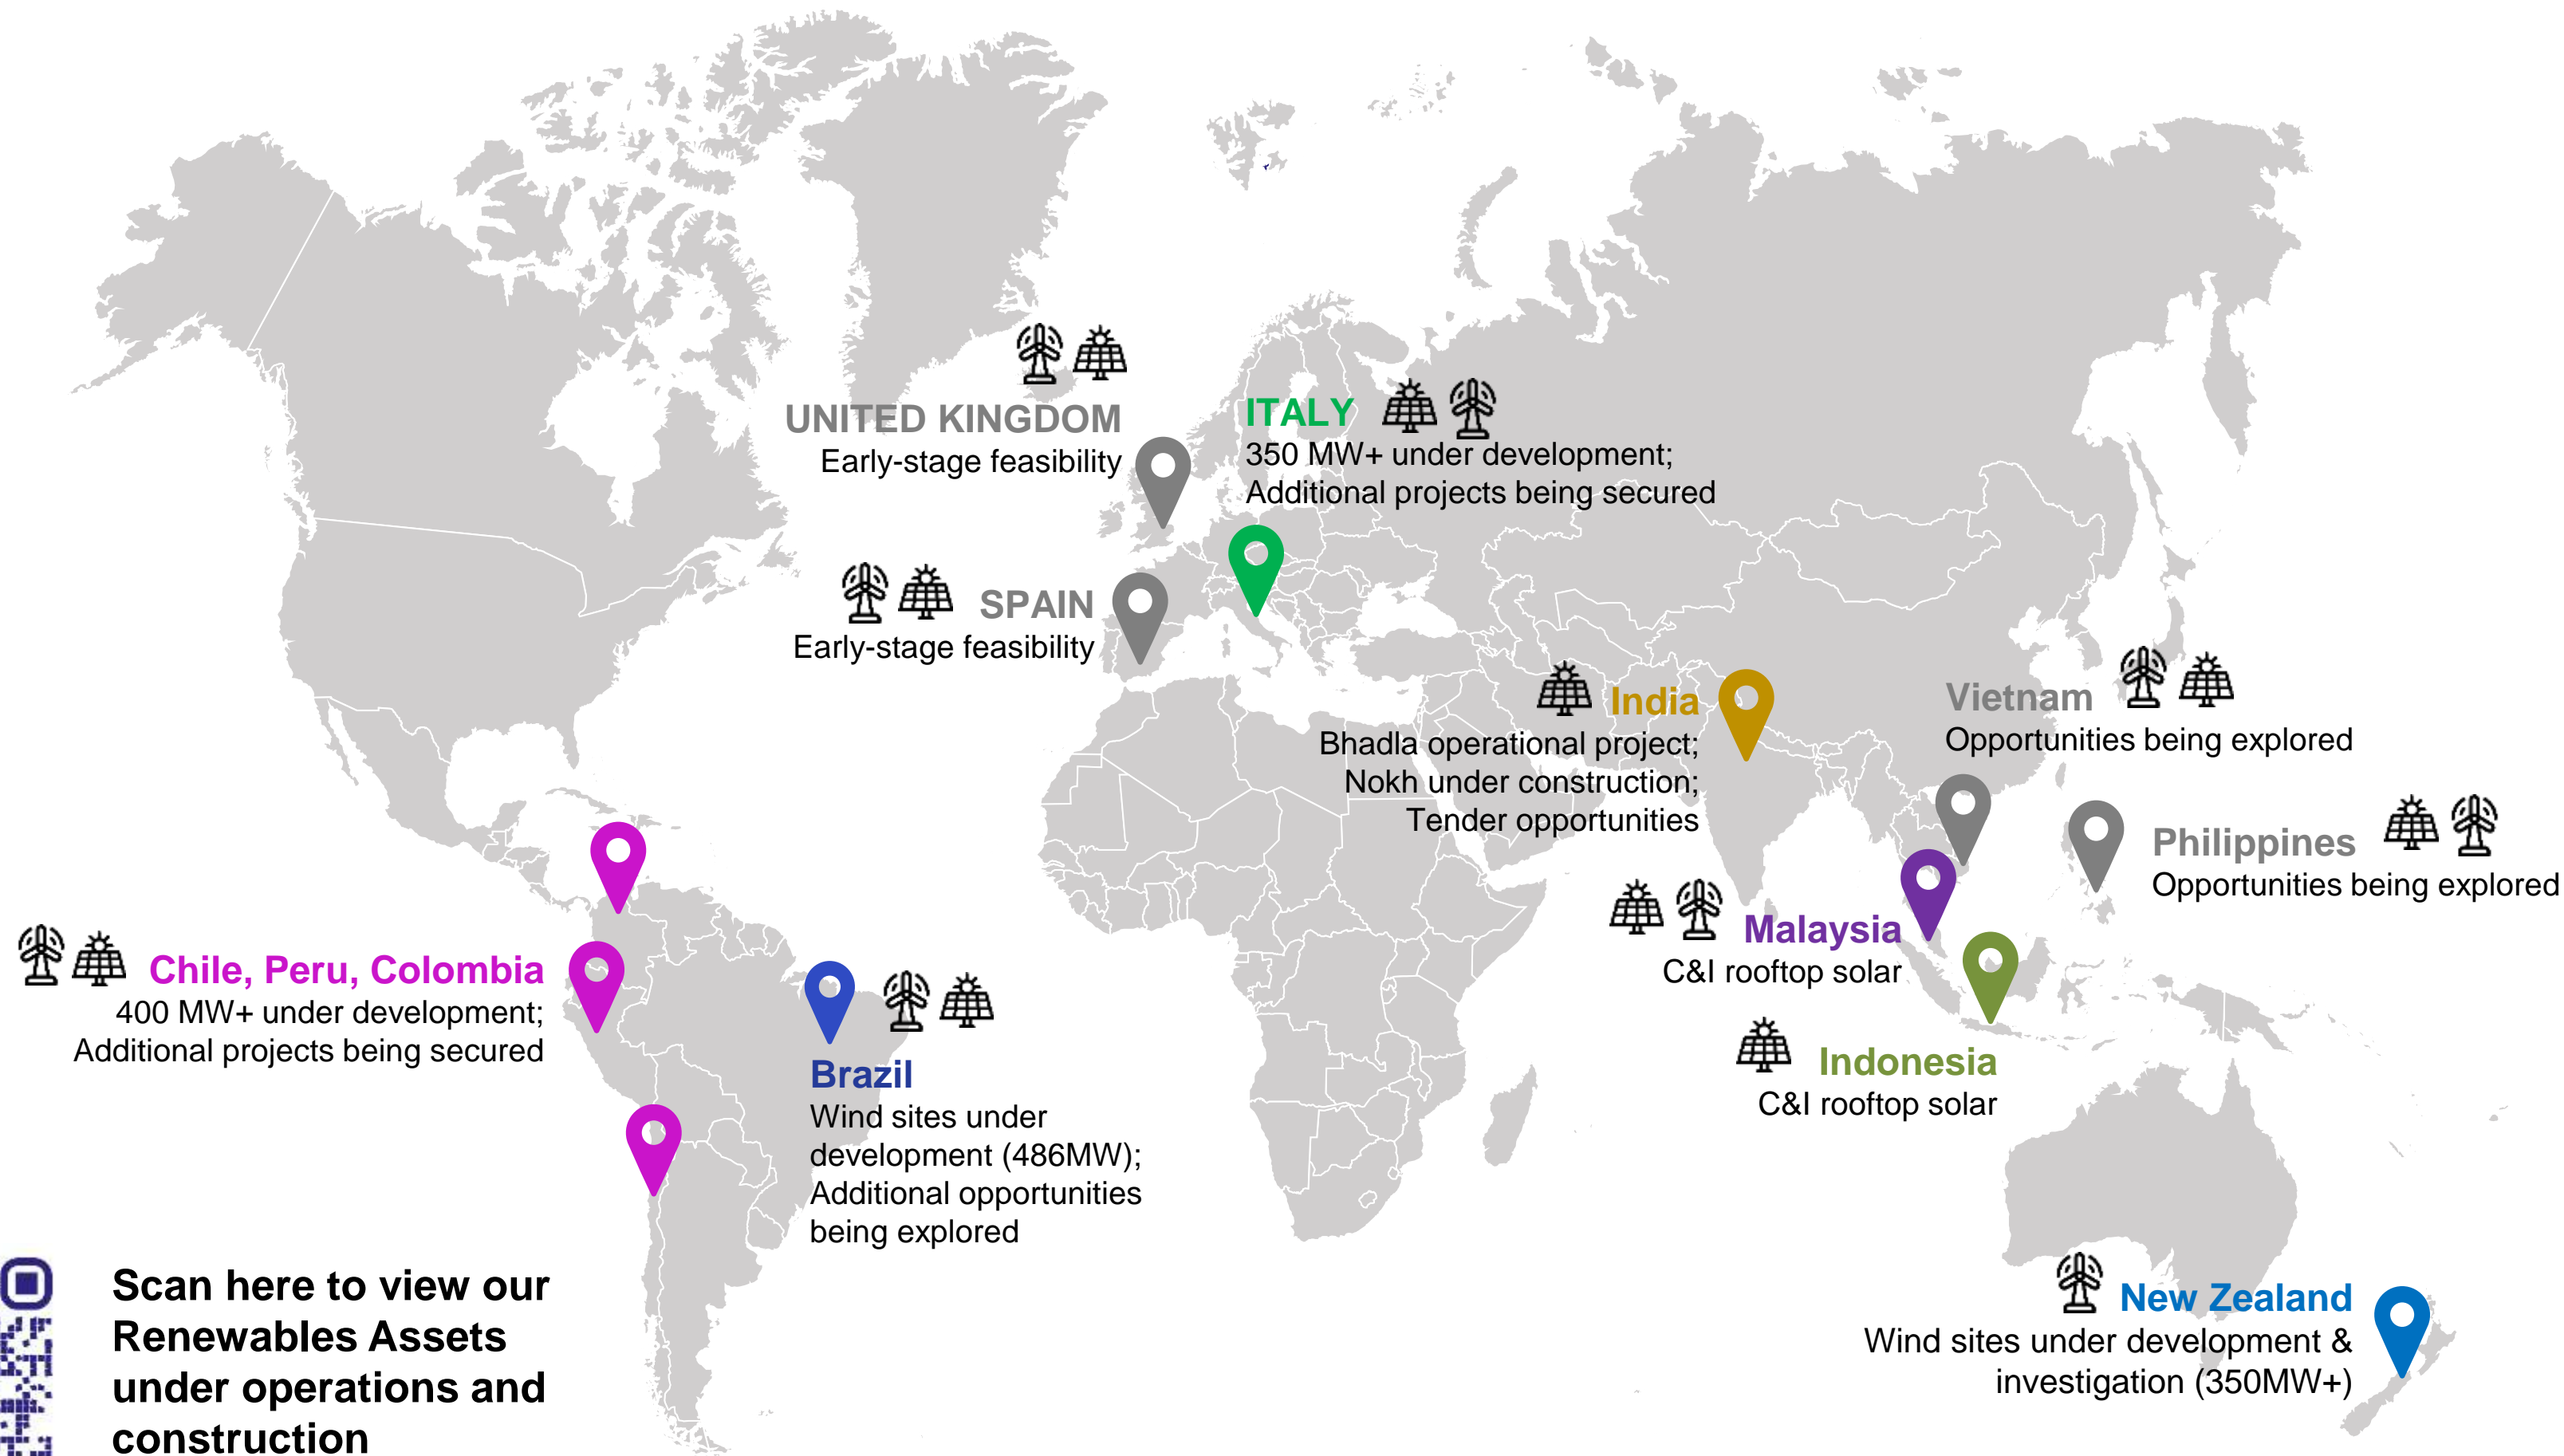 UNITED KINGDOM
Early-stage feasibility
ITALY
350 MW+ under development;
Additional projects being secured
SPAIN
Early-stage feasibility
India
Bhadla operational project;
Nokh under construction;
Tender opportunities
Vietnam
Opportunities being explored
Philippines
Opportunities being explored
Malaysia
C&I rooftop solar
Chile, Peru, Colombia
400 MW+ under development;
Additional projects being secured
Brazil
Wind sites under
development (486MW);
Additional opportunities
being explored
Indonesia
C&I rooftop solar
New Zealand
Wind sites under development &
investigation (350MW+)
Scan here to view our
Renewables Assets
under operations and
construction